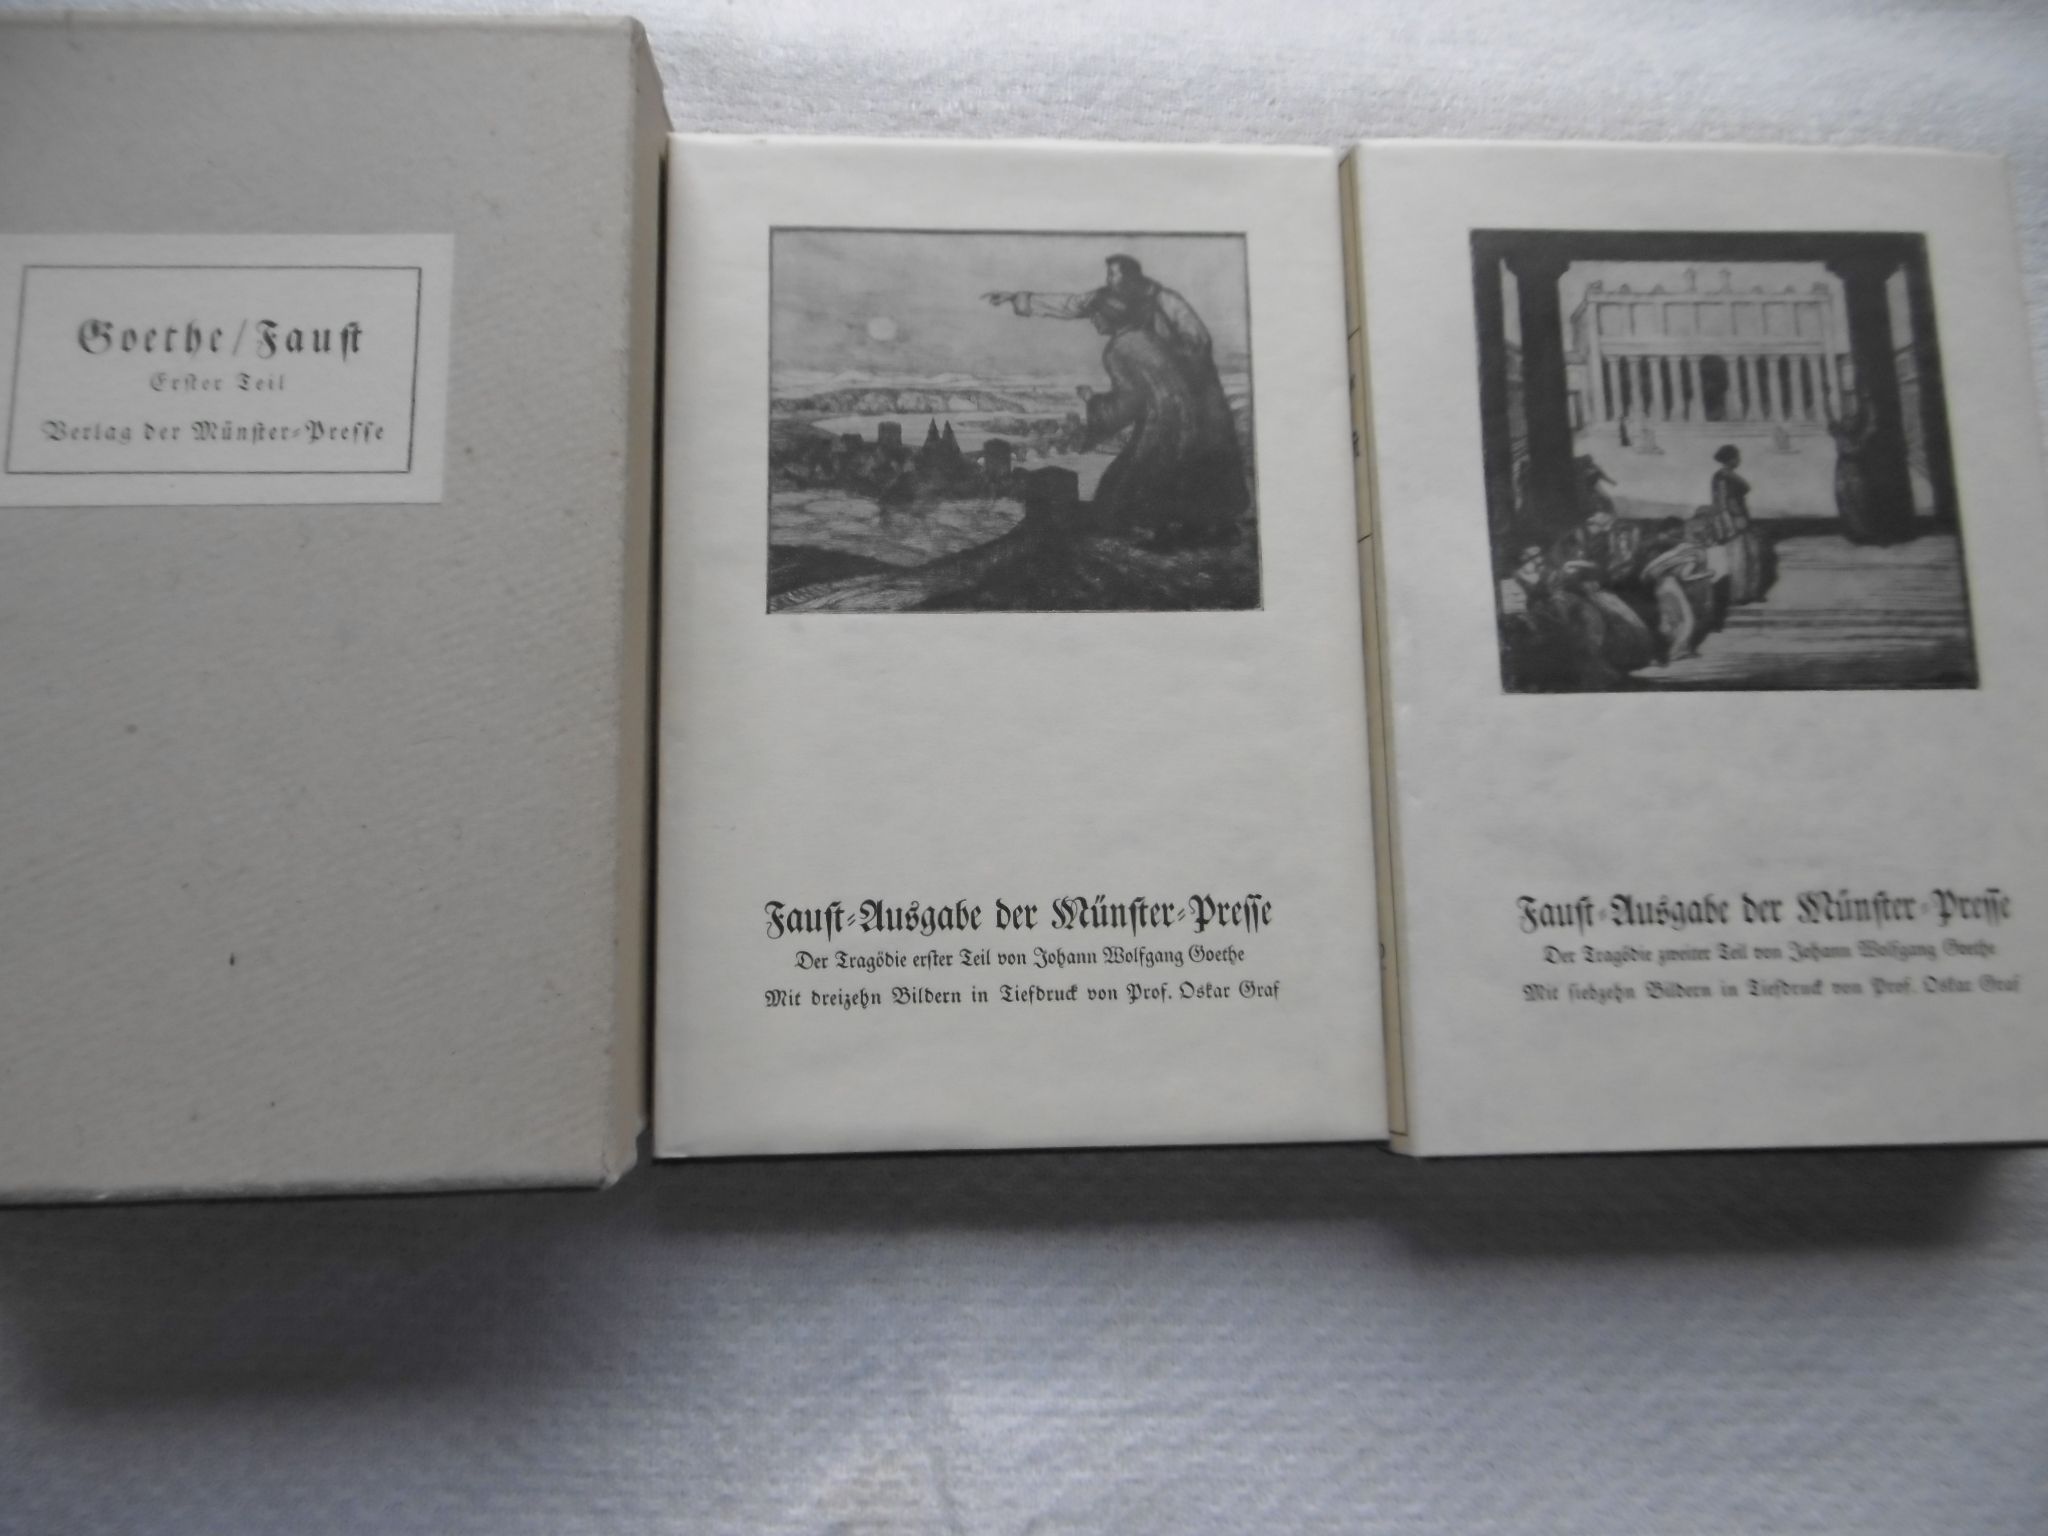 Goethe/Faust
Erster Teil
Verlag der Münster-Presse
Faust-Ausgabe der Münster-Presse
Der Tragödie erster Teil von Johann Wolfgang Goethe
Mit dreizehn Bildern in Tiefdruck von Prof. Oskar Graf
Faust-Ausgabe der Münster-Presse
Der Tragödie zweiter Teil von Johann Wolfgang Goethe
Mit siebzehn Bildern in Tiefdruck von Prof. Oskar Graf